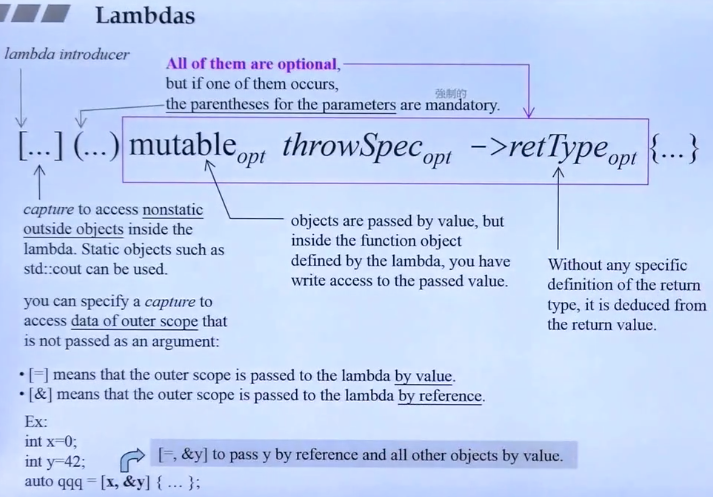 Lambdas
lambda introducer
All of them are optional,
but if one of them occurs,
強制的
the parentheses for the parameters are mandatory.
[...] (...) mutable opt throwSpec opt ->retType opt {...}
capture to access nonstatic
outside objects inside the
lambda. Static objects such as
std::cout can be used.
objects are passed by value, but
inside the function object
defined by the lambda, you have
write access to the passed value.
Without any specific
definition of the return
type, it is deduced from
the return value.
you can specify a capture to
access data of outer scope that
is not passed as an argument:
• [=] means that the outer scope is passed to the lambda by value.
• [&] means that the outer scope is passed to the lambda by reference.
Ex:
int x=0;
int y=42;
auto qqq = [x, &y] { ... };
[=, &y] to pass y by reference and all other objects by value.